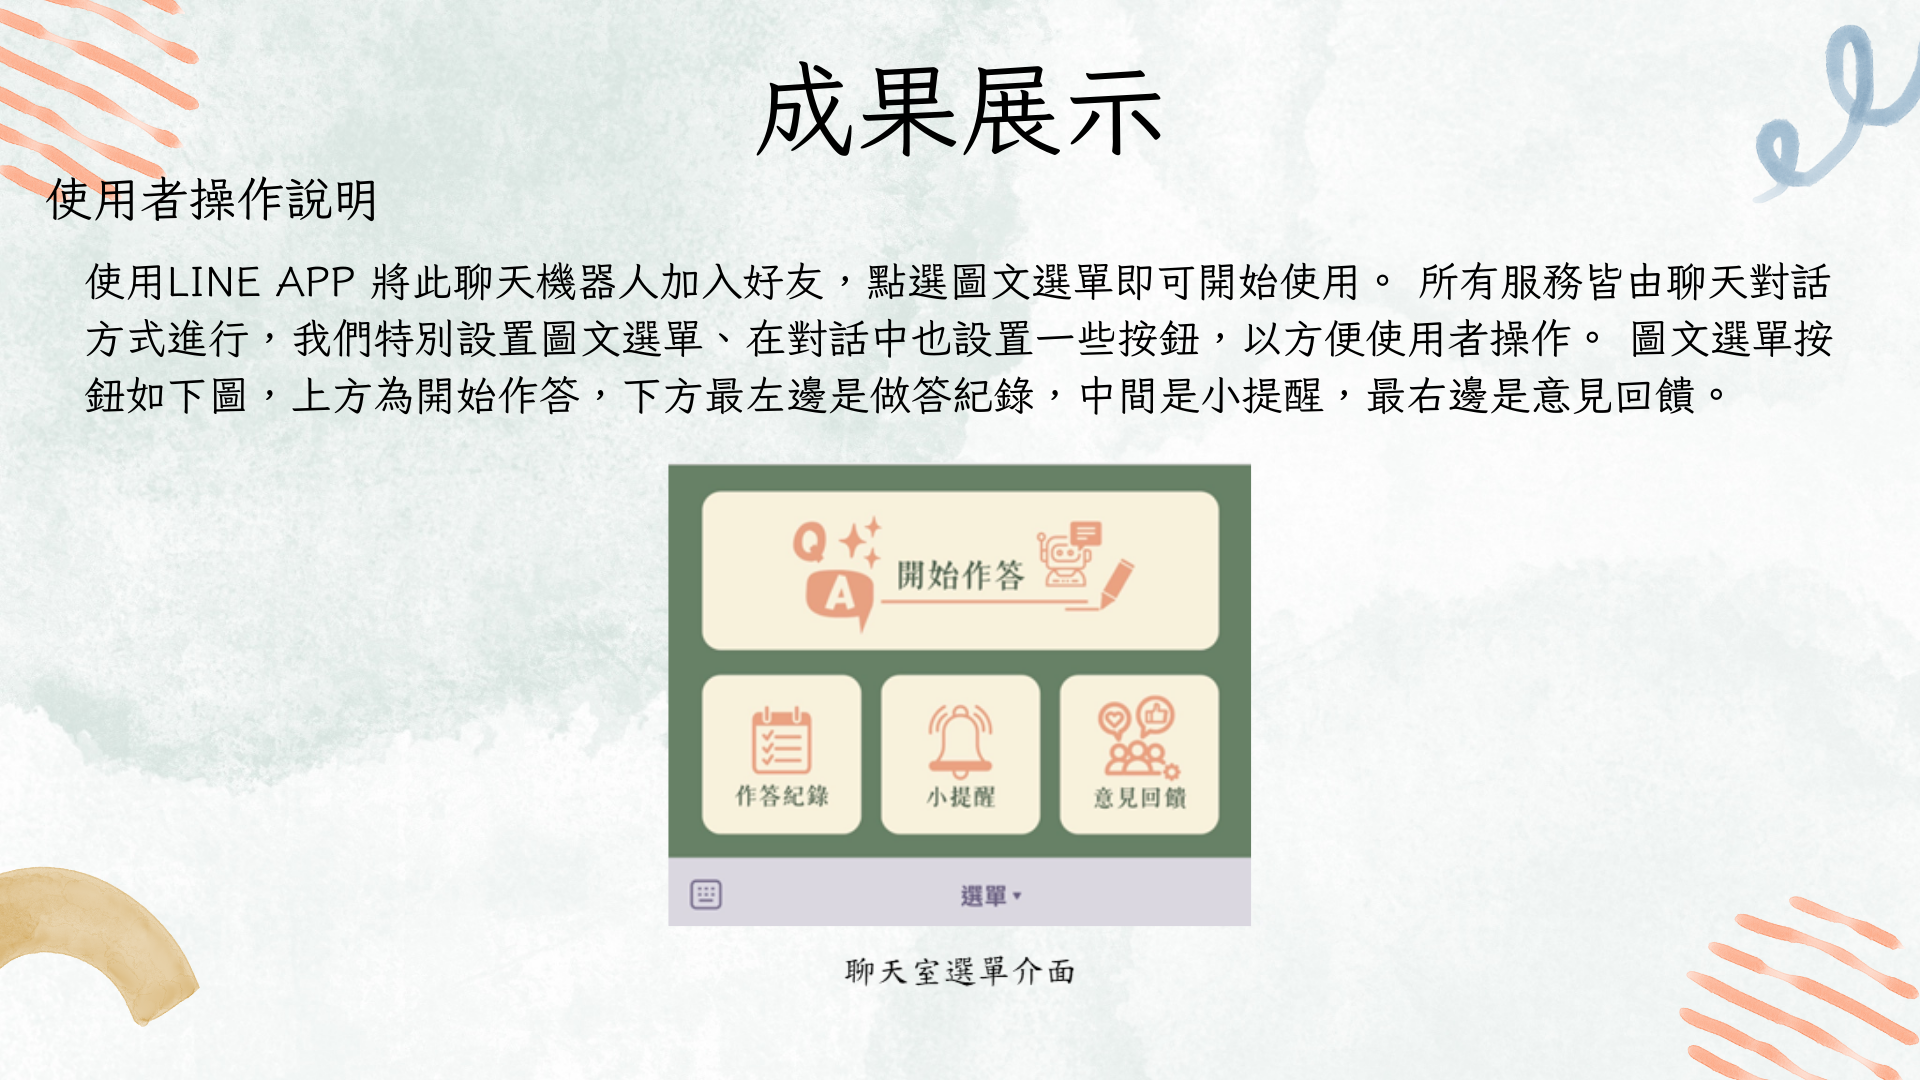 成果展示
使用者操作說明
使用LINE APP 將此聊天機器人加入好友，點選圖文選單即可開始使用。 所有服務皆由聊天對話
方式進行，我們特別設置圖文選單、在對話中也設置一些按鈕，以方便使用者操作。 圖文選單按
鈕如下圖，上方為開始作答，下方最左邊是做答紀錄，中間是小提醒，最右邊是意見回饋。
Q
A
開始作答
作答紀錄
小提醒
意見回饋
選單
聊天室選單介面